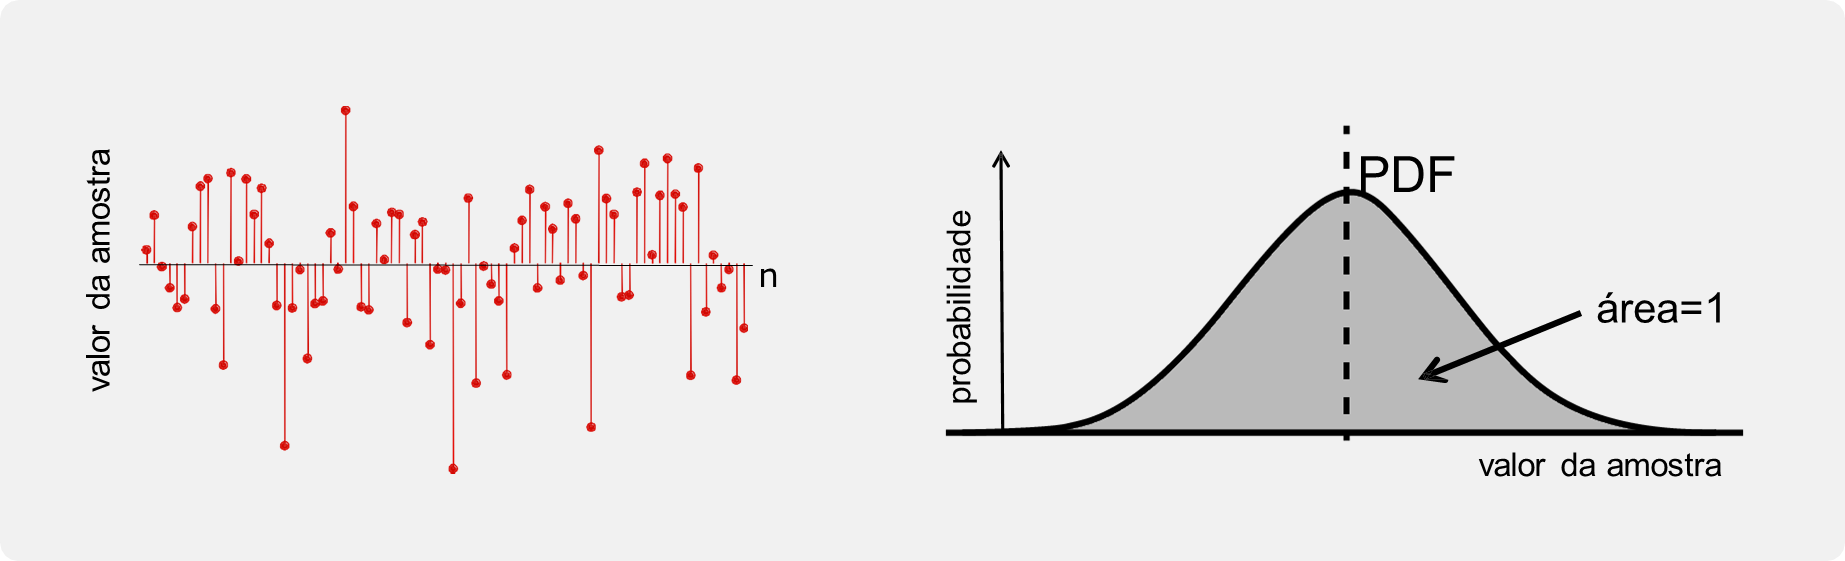 valor da amostra
n
probabilidade
PDF
área=1
valor da amostra